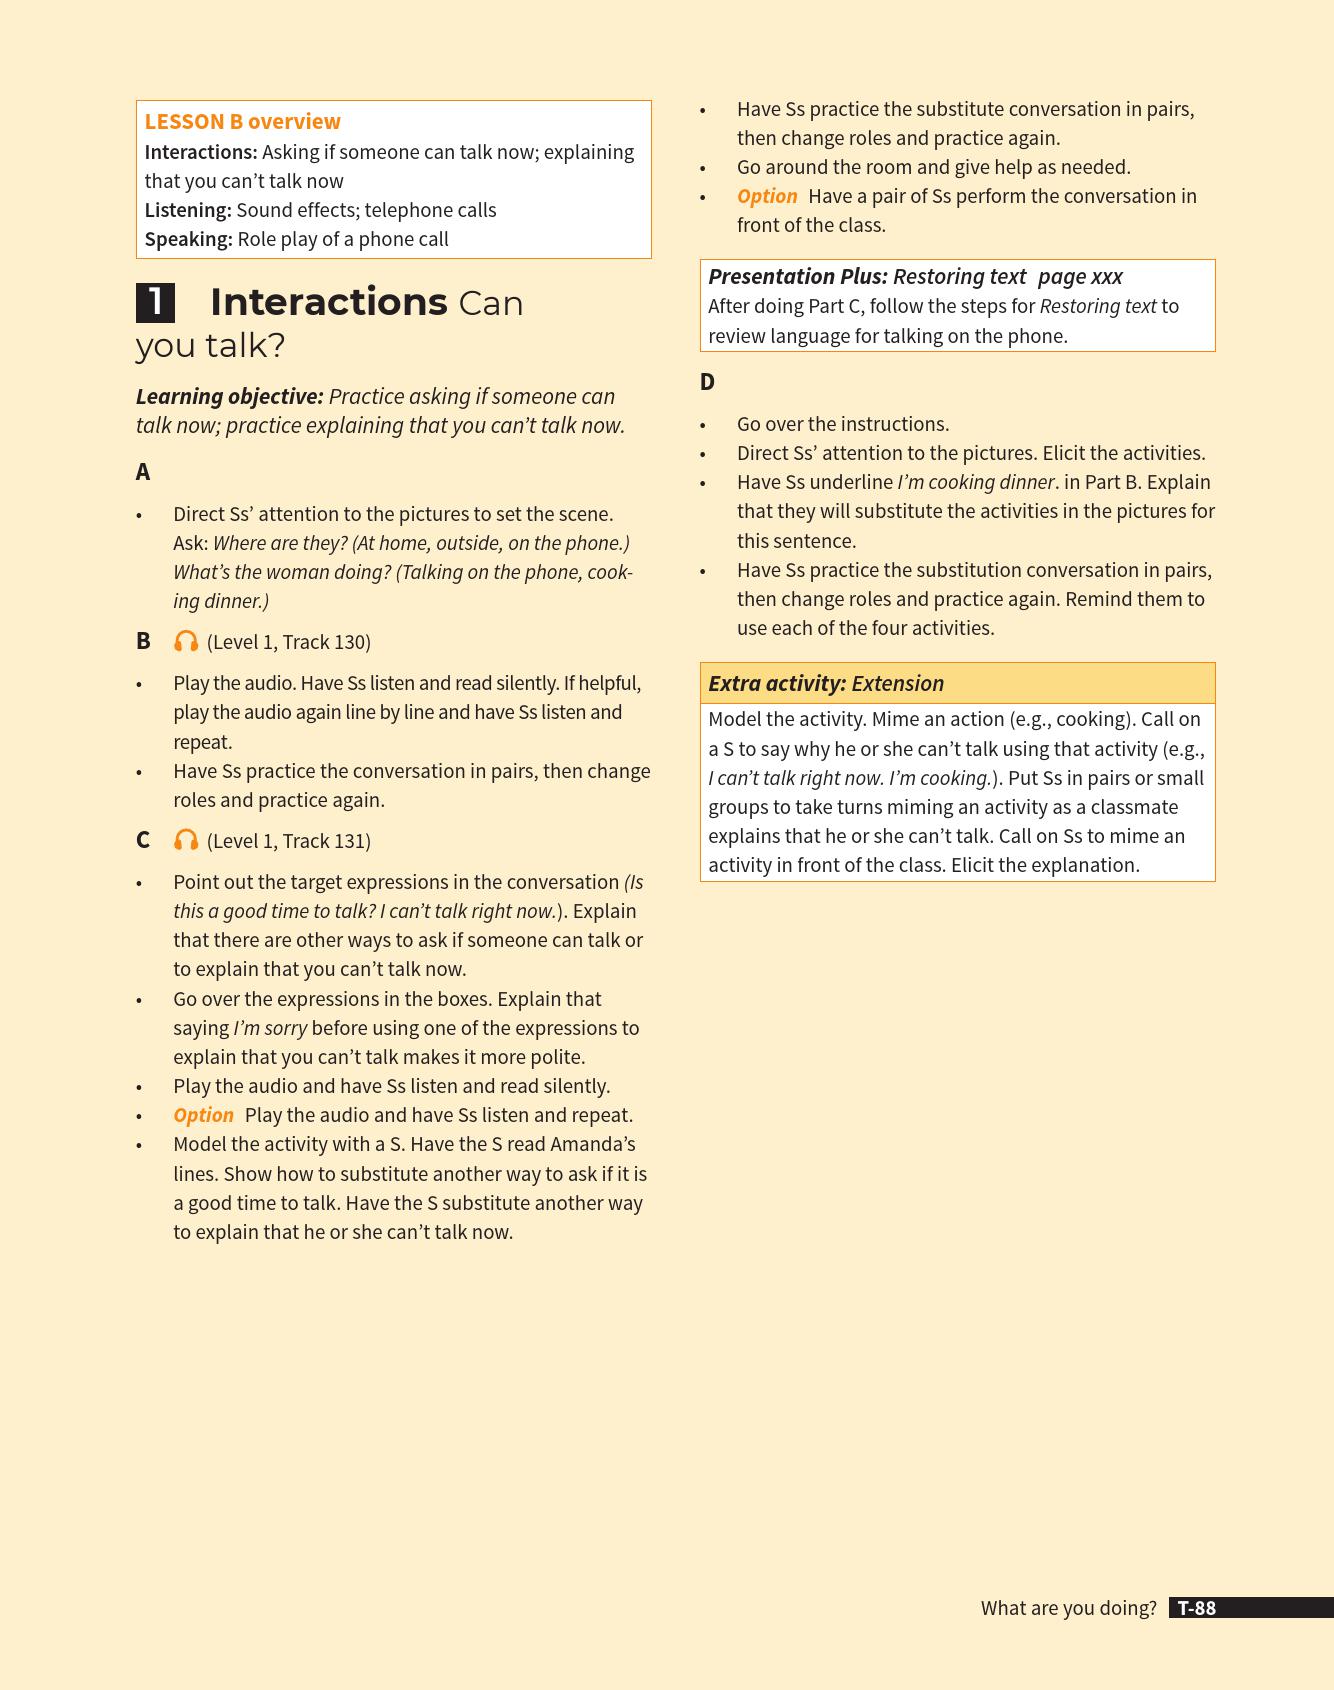 LESSON B overview
Interactions: Asking if someone can talk now; explaining
that you can’t talk now
Listening: Sound effects; telephone calls
Speaking: Role play of a phone call
1 Interactions Can
you talk?
Learning objective: Practice asking if someone can
talk now; practice explaining that you can’t talk now.
A
• Direct Ss’ attention to the pictures to set the scene.
Ask: Where are they? (At home, outside, on the phone.)
What’s the woman doing? (Talking on the phone, cook-
ing dinner.)
B (Level 1, Track 130)
• Play the audio. Have Ss listen and read silently. If helpful,
play the audio again line by line and have Ss listen and
repeat.
• Have Ss practice the conversation in pairs, then change
roles and practice again.
C (Level 1, Track 131)
• Point out the target expressions in the conversation (Is
this a good time to talk? I can’t talk right now.). Explain
that there are other ways to ask if someone can talk or
to explain that you can’t talk now.
• Go over the expressions in the boxes. Explain that
saying I’m sorry before using one of the expressions to
explain that you can’t talk makes it more polite.
• Play the audio and have Ss listen and read silently.
• Option Play the audio and have Ss listen and repeat.
• Model the activity with a S. Have the S read Amanda’s
lines. Show how to substitute another way to ask if it is
a good time to talk. Have the S substitute another way
to explain that he or she can’t talk now.
• Have Ss practice the substitute conversation in pairs,
then change roles and practice again.
• Go around the room and give help as needed.
• Option Have a pair of Ss perform the conversation in
front of the class.
Presentation Plus: Restoring text page xxx
After doing Part C, follow the steps for Restoring text to
review language for talking on the phone.
D
• Go over the instructions.
• Direct Ss’ attention to the pictures. Elicit the activities.
• Have Ss underline I’m cooking dinner. in Part B. Explain
that they will substitute the activities in the pictures for
this sentence.
• Have Ss practice the substitution conversation in pairs,
then change roles and practice again. Remind them to
use each of the four activities.
Extra activity: Extension
Model the activity. Mime an action (e.g., cooking). Call on
a S to say why he or she can’t talk using that activity (e.g.,
I can’t talk right now. I’m cooking.). Put Ss in pairs or small
groups to take turns miming an activity as a classmate
explains that he or she can’t talk. Call on Ss to mime an
activity in front of the class. Elicit the explanation.
What are you doing? T-88